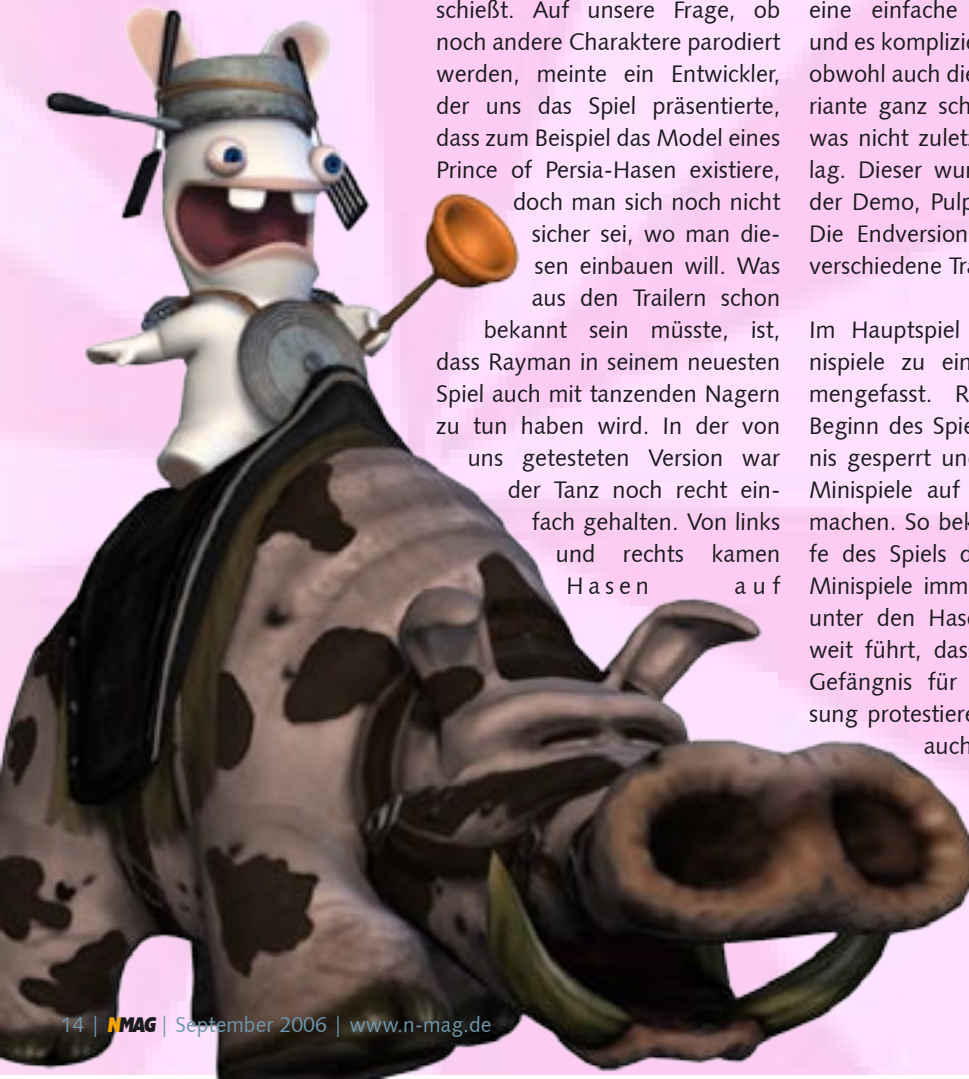 schießt. Auf unsere Frage, ob
noch andere Charaktere parodiert
werden, meinte ein Entwickler,
der uns das Spiel präsentierte,
dass zum Beispiel das Model eines
Prince of Persia-Hasen existiere,
doch man sich noch nicht
sicher sei, wo man die-
sen einbauen will. Was
aus den Trailern schon
bekannt sein müsste, ist,
dass Rayman in seinem neuesten
Spiel auch mit tanzenden Nagern
zu tun haben wird. In der von
uns getesteten Version war
der Tanz noch recht ein-
fach gehalten. Von links
und rechts kamen
Hasen auf
eine einfache
und es komplizie
obwohl auch die
riante ganz sch
was nicht zulet
lag. Dieser wur
der Demo, Pulp
Die Endversion
verschiedene Tra
Im Hauptspiel
nispiele zu ein
mengefasst. R
Beginn des Spie
nis gesperrt und
Minispiele auf
machen. So bek
fe des Spiels d
Minispiele imm
unter den Hase
weit führt, das
Gefängnis für
sung protestiere
auch
14 | NMAG | September 2006 | www.n-mag.de